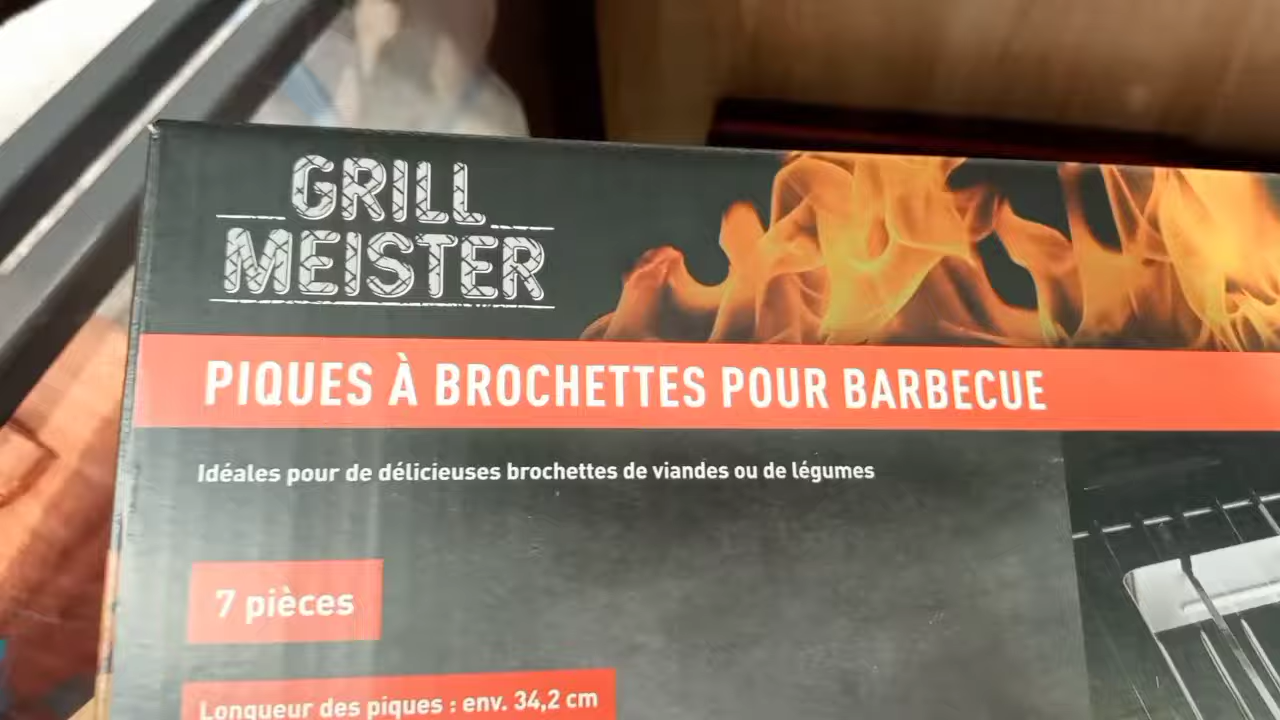 GRILL
MEISTER
PIQUES À BROCHETTES POUR BARBECUE
Idéales pour de délicieuses brochettes de viandes ou de légumes
7 pièces
Longueur des piques : env. 34,2 cm